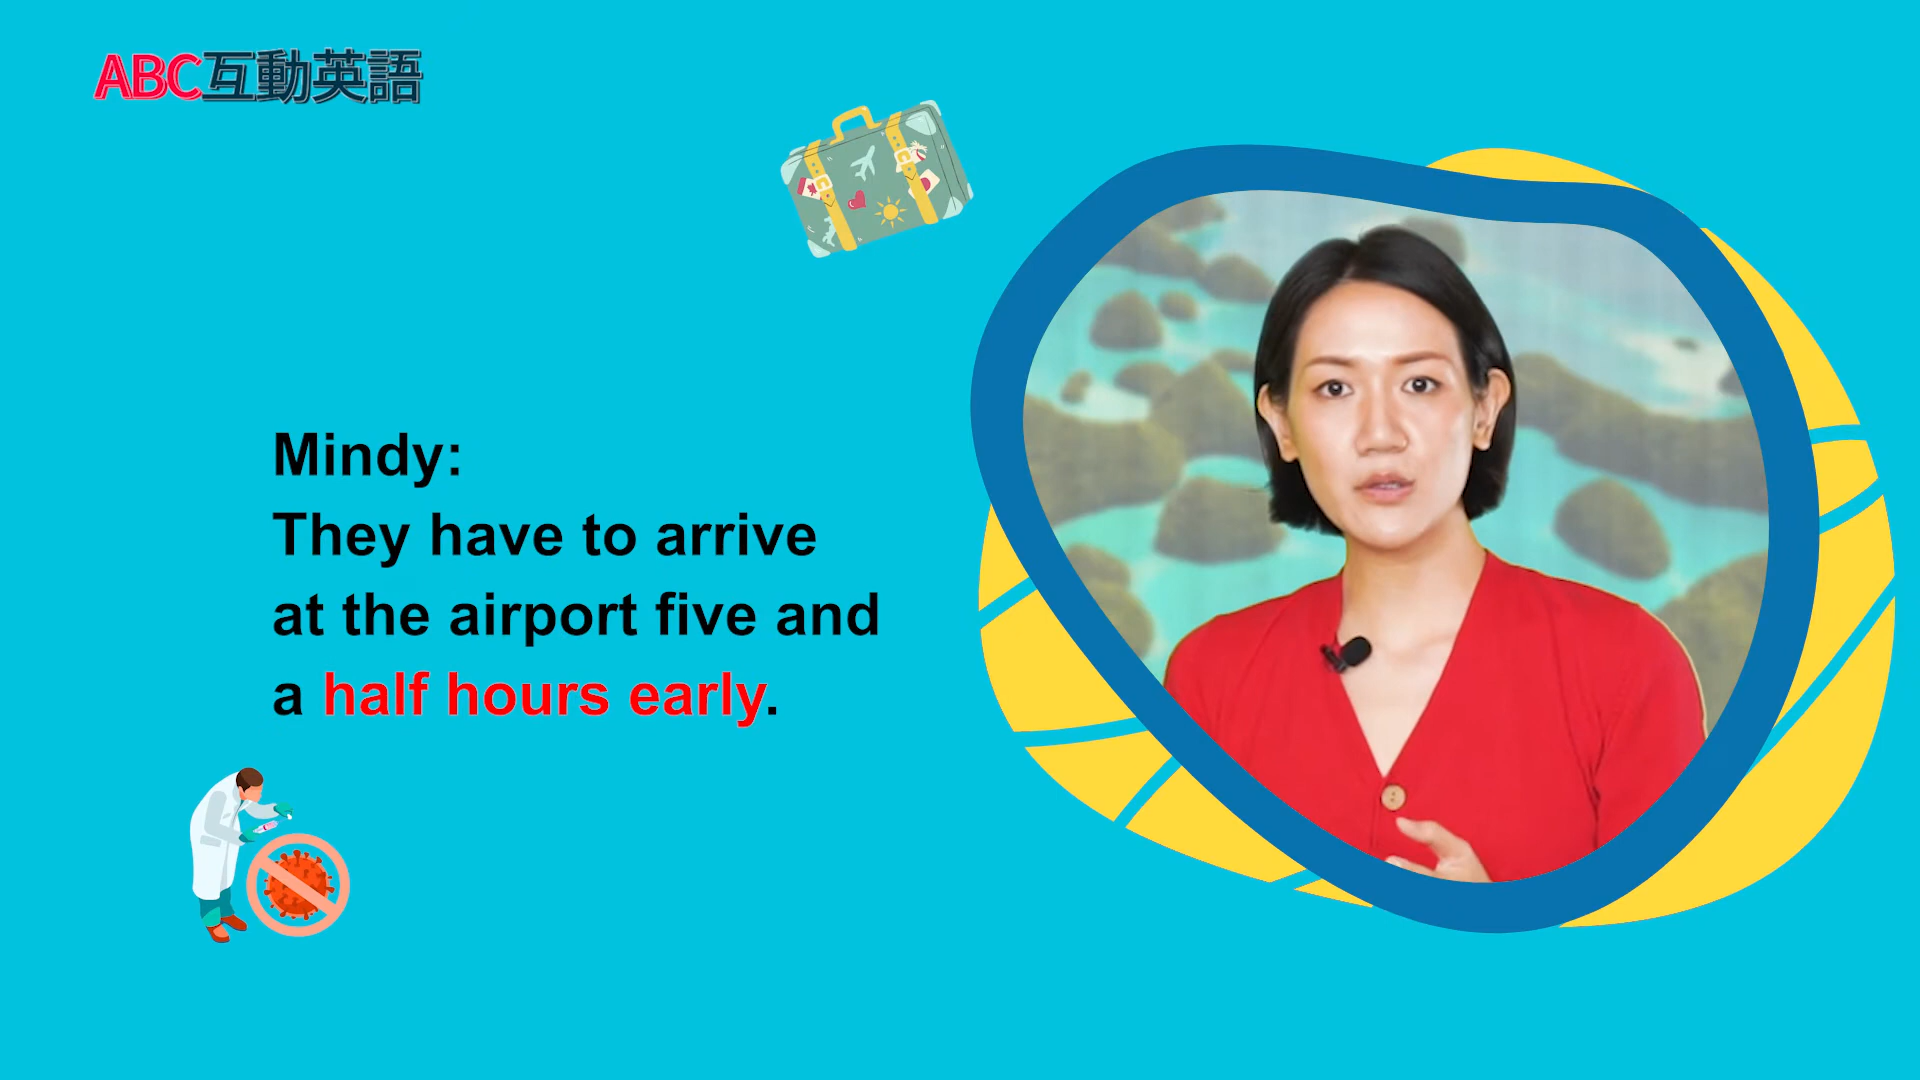 ABC互動英語
Mindy:
They have to arrive
at the airport five and
a half hours early.